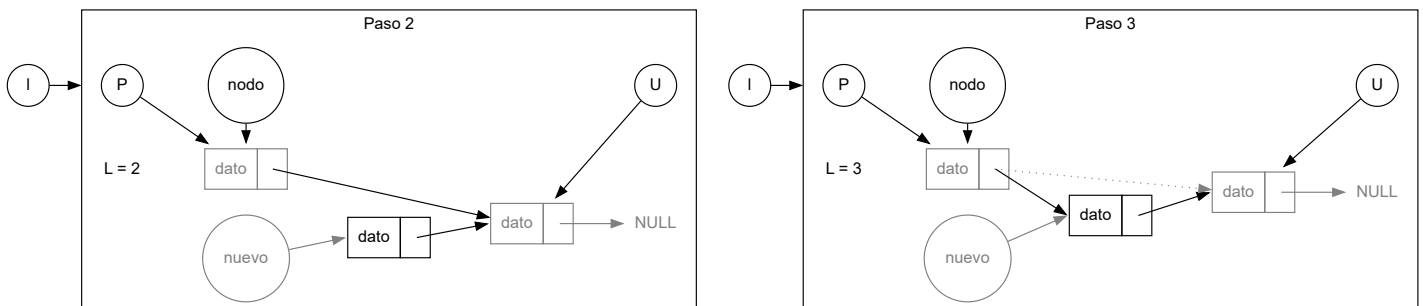 Paso 2
I
P
nodo
U
L = 2
dato
dato
dato
NULL
nuevo
Paso 3
I
P
nodo
U
L = 3
dato
dato
dato
NULL
nuevo